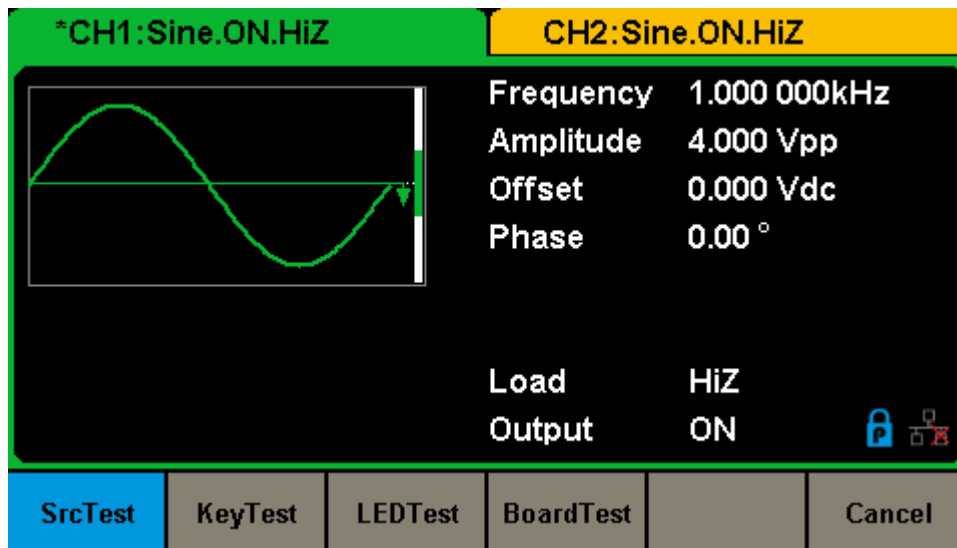 *CH1:Sine.ON.HiZ
CH2:Sine.ON.HiZ
Frequency 1.000 000kHz
Amplitude 4.000 Vpp
Offset 0.000 Vdc
Phase 0.00 °
Load HiZ
Output ON
P
SrcTest KeyTest LEDTest BoardTest Cancel